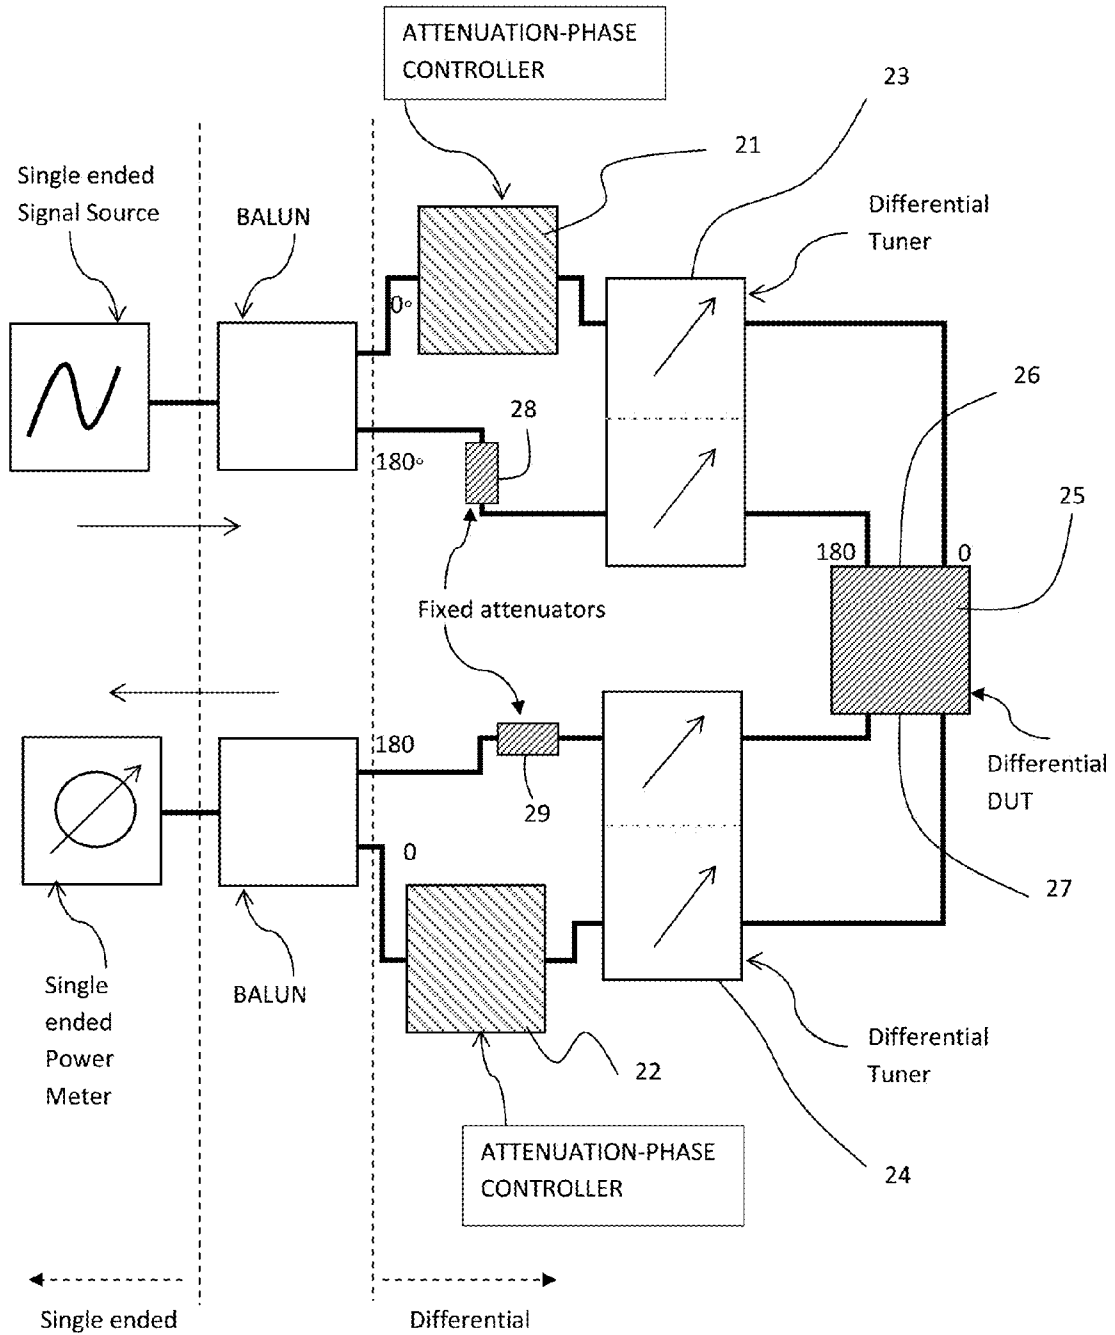 ATTENUATION-PHASE
CONTROLLER
23
21
Single ended
Signal Source
BALUN
Differential
Tuner
0°
26
28
180°
25
180
0
Fixed attenuators
180
29
Differential
DUT
0
27
Single
ended
Power
Meter
BALUN
Differential
Tuner
22
ATTENUATION-PHASE
CONTROLLER
24
Single ended
Differential